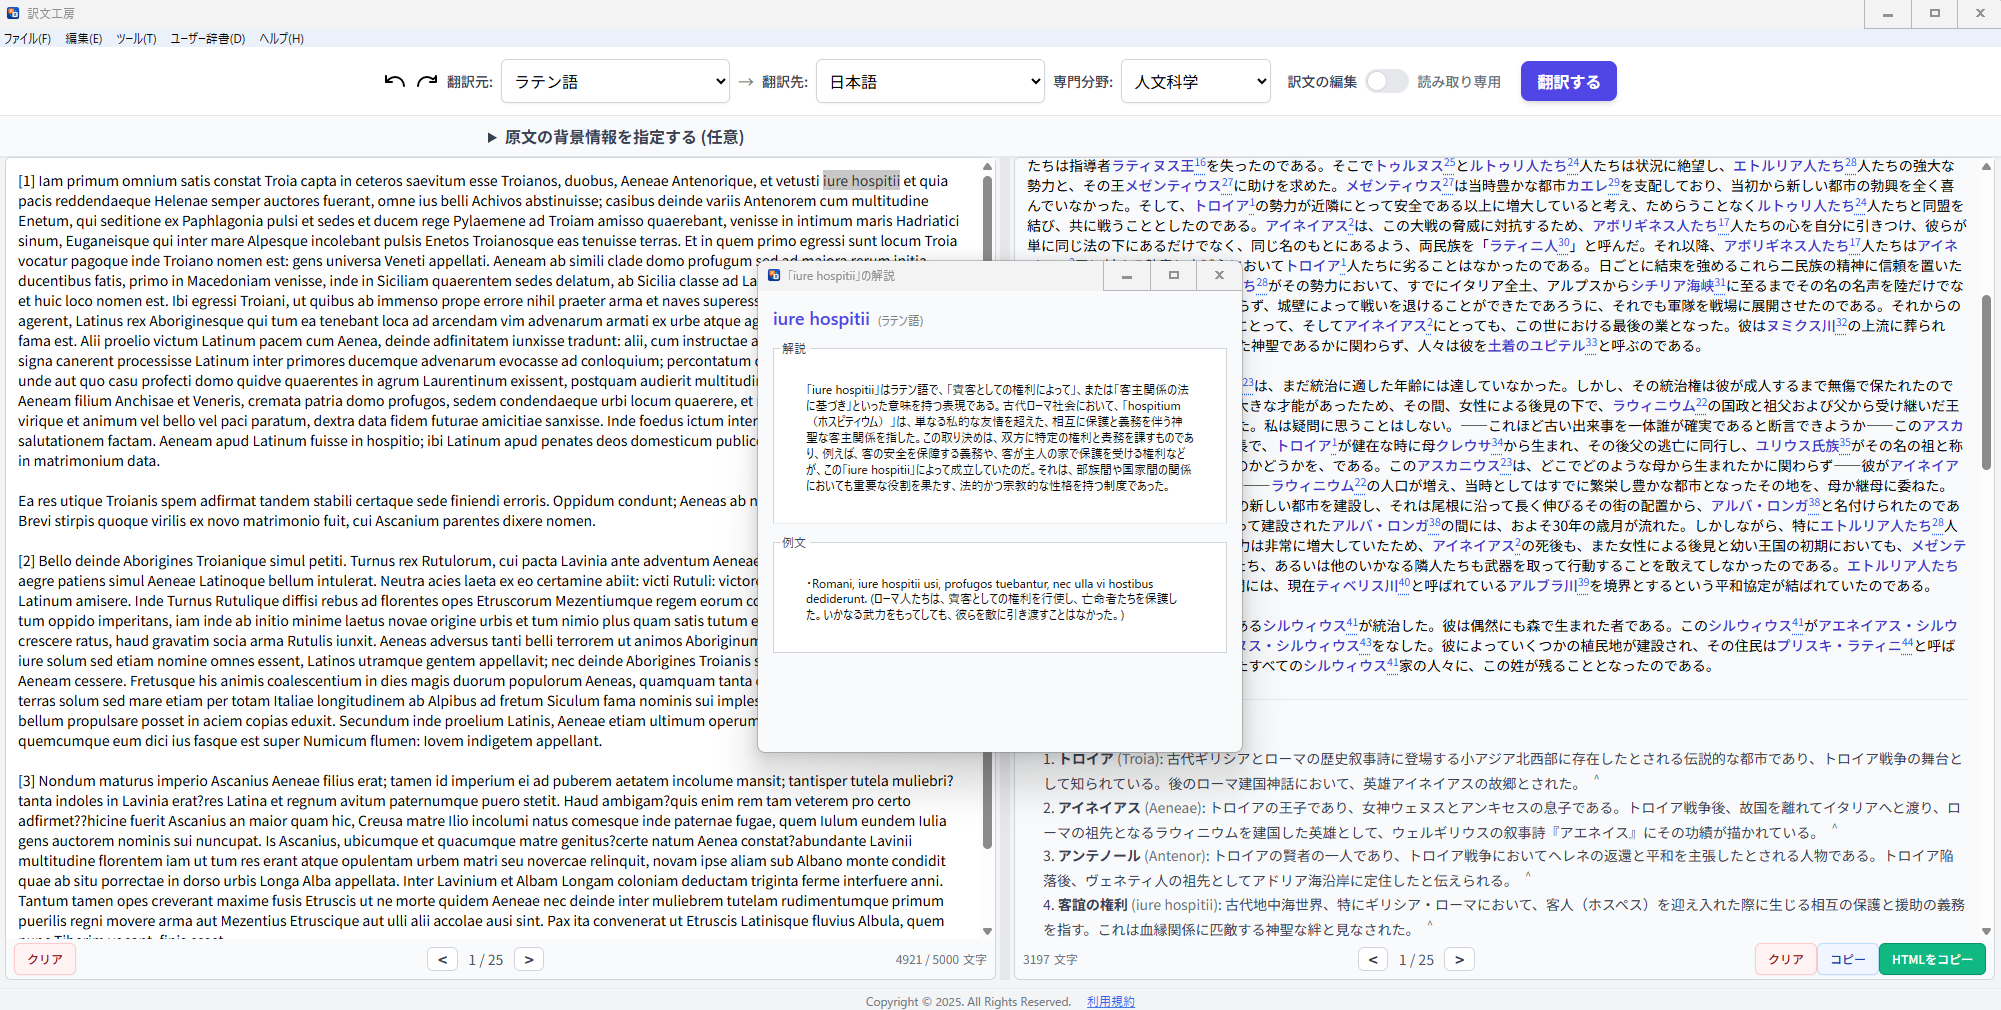 訳文工房
ファイル(F) 編集(E) ツール(T) ユーザー辞書(D) ヘルプ(H)
翻訳元: ラテン語 → 翻訳先: 日本語 専門分野: 人文科学 訳文の編集 読み取り専用 翻訳する
▶ 原文の背景情報を指定する (任意)
[1] Iam primum omnium satis constat Troia capta in ceteros saevitum esse Troianos, duobus, Aeneae Antenorique, et vetusti iure hospitii et quia
pacis reddendaeque Helenae semper auctores fuerant, omne ius belli Achivos abstinuisse; casibus deinde variis Antenorem cum multitudine
Enetum, qui seditione ex Paphlagonia pulsi et sedes et ducem rege Pylaemene ad Troiam amisso quaerebant, venisse in intimum maris Hadriatici
sinum, Euganeisque qui inter mare Alpesque incolebant pulsis Enetos Troianosque eas tenuisse terras. Et in quem primo egressi sunt locum Troia
vocatur pagoque inde Troiano nomen est: gens universa Veneti appellati. Aeneam ab simili clade domo profugum sed ad maiora rerum initia
ducentibus fatis, primo in Macedoniam venisse, inde in Siciliam quaerentem sedes delatum, ab Sicilia classe ad La
et huic loco nomen est. Ibi egressi Troiani, ut quibus ab immenso prope errore nihil praeter arma et naves superess
agerent, Latinus rex Aboriginesque qui tum ea tenebant loca ad arcendam vim advenarum armati ex urbe atque ag
fama est. Alii proelio victum Latinum pacem cum Aenea, deinde adfinitatem iunxisse tradunt: alii, cum instructae a
signa canerent processisse Latinum inter primores ducemque advenarum evocasse ad conloquium; percontatum
unde aut quo casu profecti domo quidve quaerentes in agrum Laurentinum exissent, postquam audierit multitudi
Aeneam filium Anchisae et Veneris, cremata patria domo profugos, sedem condendaeque urbi locum quaerere, et
virique et animum vel bello vel paci paratum, dextra data fidem futurae amicitiae sanxisse. Inde foedus ictum inter
salutationem factam. Aeneam apud Latinum fuisse in hospitio; ibi Latinum apud penates deos domesticum public
in matrimonium data.
Ea res utique Troianis spem adfirmat tandem stabili certaque sede finiendi erroris. Oppidum condunt; Aeneas ab n
Brevi stirpis quoque virilis ex novo matrimonio fuit, cui Ascanium parentes dixere nomen.
[2] Bello deinde Aborigines Troianique simul petiti. Turnus rex Rutulorum, cui pacta Lavinia ante adventum Aeneae
aegre patiens simul Aeneae Latinoque bellum intulerat. Neutra acies laeta ex eo certamine abiit: victi Rutuli: victor
Latinum amisere. Inde Turnus Rutulique diffisi rebus ad florentes opes Etruscorum Mezentiumque regem eorum co
tum oppido imperitans, iam inde ab initio minime laetus novae origine urbis et tum nimio plus quam satis tutum e
crescere ratus, haud gravatim socia arma Rutulis iunxit. Aeneas adversus tanti belli terrorem ut animos Aboriginum
iure solum sed etiam nomine omnes essent, Latinos utramque gentem appellavit; nec deinde Aborigines Troianis s
Aeneam cessere. Fretusque his animis coalescentium in dies magis duorum populorum Aeneas, quamquam tanta
terras solum sed mare etiam per totam Italiae longitudinem ab Alpibus ad fretum Siculum fama nominis sui imples
bellum propulsare posset in aciem copias eduxit. Secundum inde proelium Latinis, Aeneae etiam ultimum operum
quemcumque eum dici ius fasque est super Numicum flumen: Iovem indigetem appellant.
[3] Nondum maturus imperio Ascanius Aeneae filius erat; tamen id imperium ei ad puberem aetatem incolume mansit; tantisper tutela muliebri?
tanta indoles in Lavinia erat?res Latina et regnum avitum paternumque puero stetit. Haud ambigam?quis enim rem tam veterem pro certo
adfirmet??hicine fuerit Ascanius an maior quam hic, Creusa matre Ilio incolumi natus comesque inde paternae fugae, quem Iulum eundem Iulia
gens auctorem nominis sui nuncupat. Is Ascanius, ubicumque et quacumque matre genitus?certe natum Aenea constat?abundante Lavinii
multitudine florentem iam ut tum res erant atque opulentam urbem matri seu novercae relinquit, novam ipse aliam sub Albano monte condidit
quae ab situ porrectae in dorso urbis Longa Alba appellata. Inter Lavinium et Albam Longam coloniam deductam triginta ferme interfuere anni.
Tantum tamen opes creverant maxime fusis Etruscis ut ne morte quidem Aeneae nec deinde inter muliebrem tutelam rudimentumque primum
puerilis regni movere arma aut Mezentius Etruscique aut ulli alii accolae ausi sint. Pax ita convenerat ut Etruscis Latinisque fluvius Albula, quem
クリア < 1 / 25 > 4921 / 5000 文字
「iure hospitii」の解説
iure hospitii (ラテン語)
解説
「iure hospitii」はラテン語で、「賓客としての権利によって」、または「客主関係の法
に基づき」といった意味を持つ表現である。古代ローマ社会において、「hospitium
（ホスピティウム）」は、単なる私的な友情を超えた、相互に保護と義務を伴う神
聖な客主関係を指した。この取り決めは、双方に特定の権利と責務を課すものであ
り、例えば、客の安全を保障する義務や、客が主人の家で保護を受ける権利など
が、この「iure hospitii」によって成立していたのだ。それは、部族間や国家間の関係
においても重要な役割を果たす、法的かつ宗教的な性格を持つ制度であった。
例文
・Romani, iure hospitii usi, profugos tuebantur, nec ulla vi hostibus
dediderunt. (ローマ人たちは、賓客としての権利を行使し、亡命者たちを保護し
た。いかなる武力をもってしても、彼らを敵に引き渡すことはなかった。)
たちは指導者ラティヌス王16を失ったのである。そこでトゥルヌス25とルトゥリ人たち24人たちは状況に絶望し、エトルリア人たち28人たちの強大な
勢力と、その王メゼンティウス27に助けを求めた。メゼンティウス27は当時豊かな都市カエレ29を支配しており、当初から新しい都市の勃興を全く喜
んでいなかった。そして、トロイア1の勢力が近隣にとって安全である以上に増大していると考え、ためらうことなくルトゥリ人たち24人たちと同盟を
結び、共に戦うこととしたのである。アイネイアス2は、この大戦の脅威に対抗するため、アボリギネス人たち17人たちの心を自分に引きつけ、彼らが
単に同じ法の下にあるだけでなく、同じ名のもとにあるよう、両民族を「ラティニ人30」と呼んだ。それ以降、アボリギネス人たち17人たちはアイネイ
おいてトロイア1人たちに劣ることはなかったのである。日ごとに結束を強めるこれら二民族の精神に信頼を置いた
ち28がその勢力において、すでにイタリア全土、アルプスからシチリア海峡31に至るまでその名の名声を陸だけでな
らず、城壁によって戦いを退けることができたであろうに、それでも軍隊を戦場に展開させたのである。それからの
とって、そしてアイネイアス2にとっても、この世における最後の業となった。彼はヌミクス川32の上流に葬られ
た神聖であるかに関わらず、人々は彼を土着のユピテル33と呼ぶのである。
23は、まだ統治に適した年齢には達していなかった。しかし、その統治権は彼が成人するまで無傷で保たれたので
大きな才能があったため、その間、女性による後見の下で、ラウィニウム22の国政と祖父および父から受け継いだ王
た。私は疑問に思うことはしない。――これほど古い出来事を一体誰が確実であると断言できようか――このアスカ
長で、トロイア1が健在な時に母クレウサ34から生まれ、その後父の逃亡に同行し、ユリウス氏族35がその名の祖と称
のかどうかを、である。このアスカニウス23は、どこでどのような母から生まれたかに関わらず――彼がアイネイア
――ラウィニウム22の人口が増え、当時としてはすでに繁栄し豊かな都市となったその地を、母か継母に委ねた。
の新しい都市を建設し、それは尾根に沿って長く伸びるその街の配置から、アルバ・ロンガ38と名付けられたのであ
って建設されたアルバ・ロンガ38の間には、およそ30年の歳月が流れた。しかしながら、特にエトルリア人たち28人
力は非常に増大していたため、アイネイアス2の死後も、また女性による後見と幼い王国の初期においても、メゼンテ
たち、あるいは他のいかなる隣人たちも武器を取って行動することを敢えてしなかったのである。エトルリア人たち
間には、現在ティベリス川40と呼ばれているアルブラ川39を境界とするという平和協定が結ばれていたのである。
あるシルウィウス41が統治した。彼は偶然にも森で生まれた者である。このシルウィウス41がアエネイアス・シルウ
ヌス・シルウィウス43をなした。彼によっていくつかの植民地が建設され、その住民はプリスキ・ラティニ44と呼ば
たすべてのシルウィウス41家の人々に、この姓が残ることとなったのである。
1. トロイア (Troia): 古代ギリシアとローマの歴史叙事詩に登場する小アジア北西部に存在したとされる伝説的な都市であり、トロイア戦争の舞台と
して知られている。後のローマ建国神話において、英雄アイネイアスの故郷とされた。 ^
2. アイネイアス (Aeneae): トロイアの王子であり、女神ウェヌスとアンキセスの息子である。トロイア戦争後、故国を離れてイタリアへと渡り、ロ
ーマの祖先となるラウィニウムを建国した英雄として、ウェルギリウスの叙事詩『アエネイス』にその功績が描かれている。 ^
3. アンテノール (Antenor): トロイアの賢者の一人であり、トロイア戦争においてヘレネの返還と平和を主張したとされる人物である。トロイア陥
落後、ヴェネティ人の祖先としてアドリア海沿岸に定住したと伝えられる。 ^
4. 客誼の権利 (iure hospitii): 古代地中海世界、特にギリシア・ローマにおいて、客人（ホスペス）を迎え入れた際に生じる相互の保護と援助の義務
を指す。これは血縁関係に匹敵する神聖な絆と見なされた。 ^
3197 文字 < 1 / 25 > クリア コピー HTMLをコピー
Copyright © 2025. All Rights Reserved. 利用規約